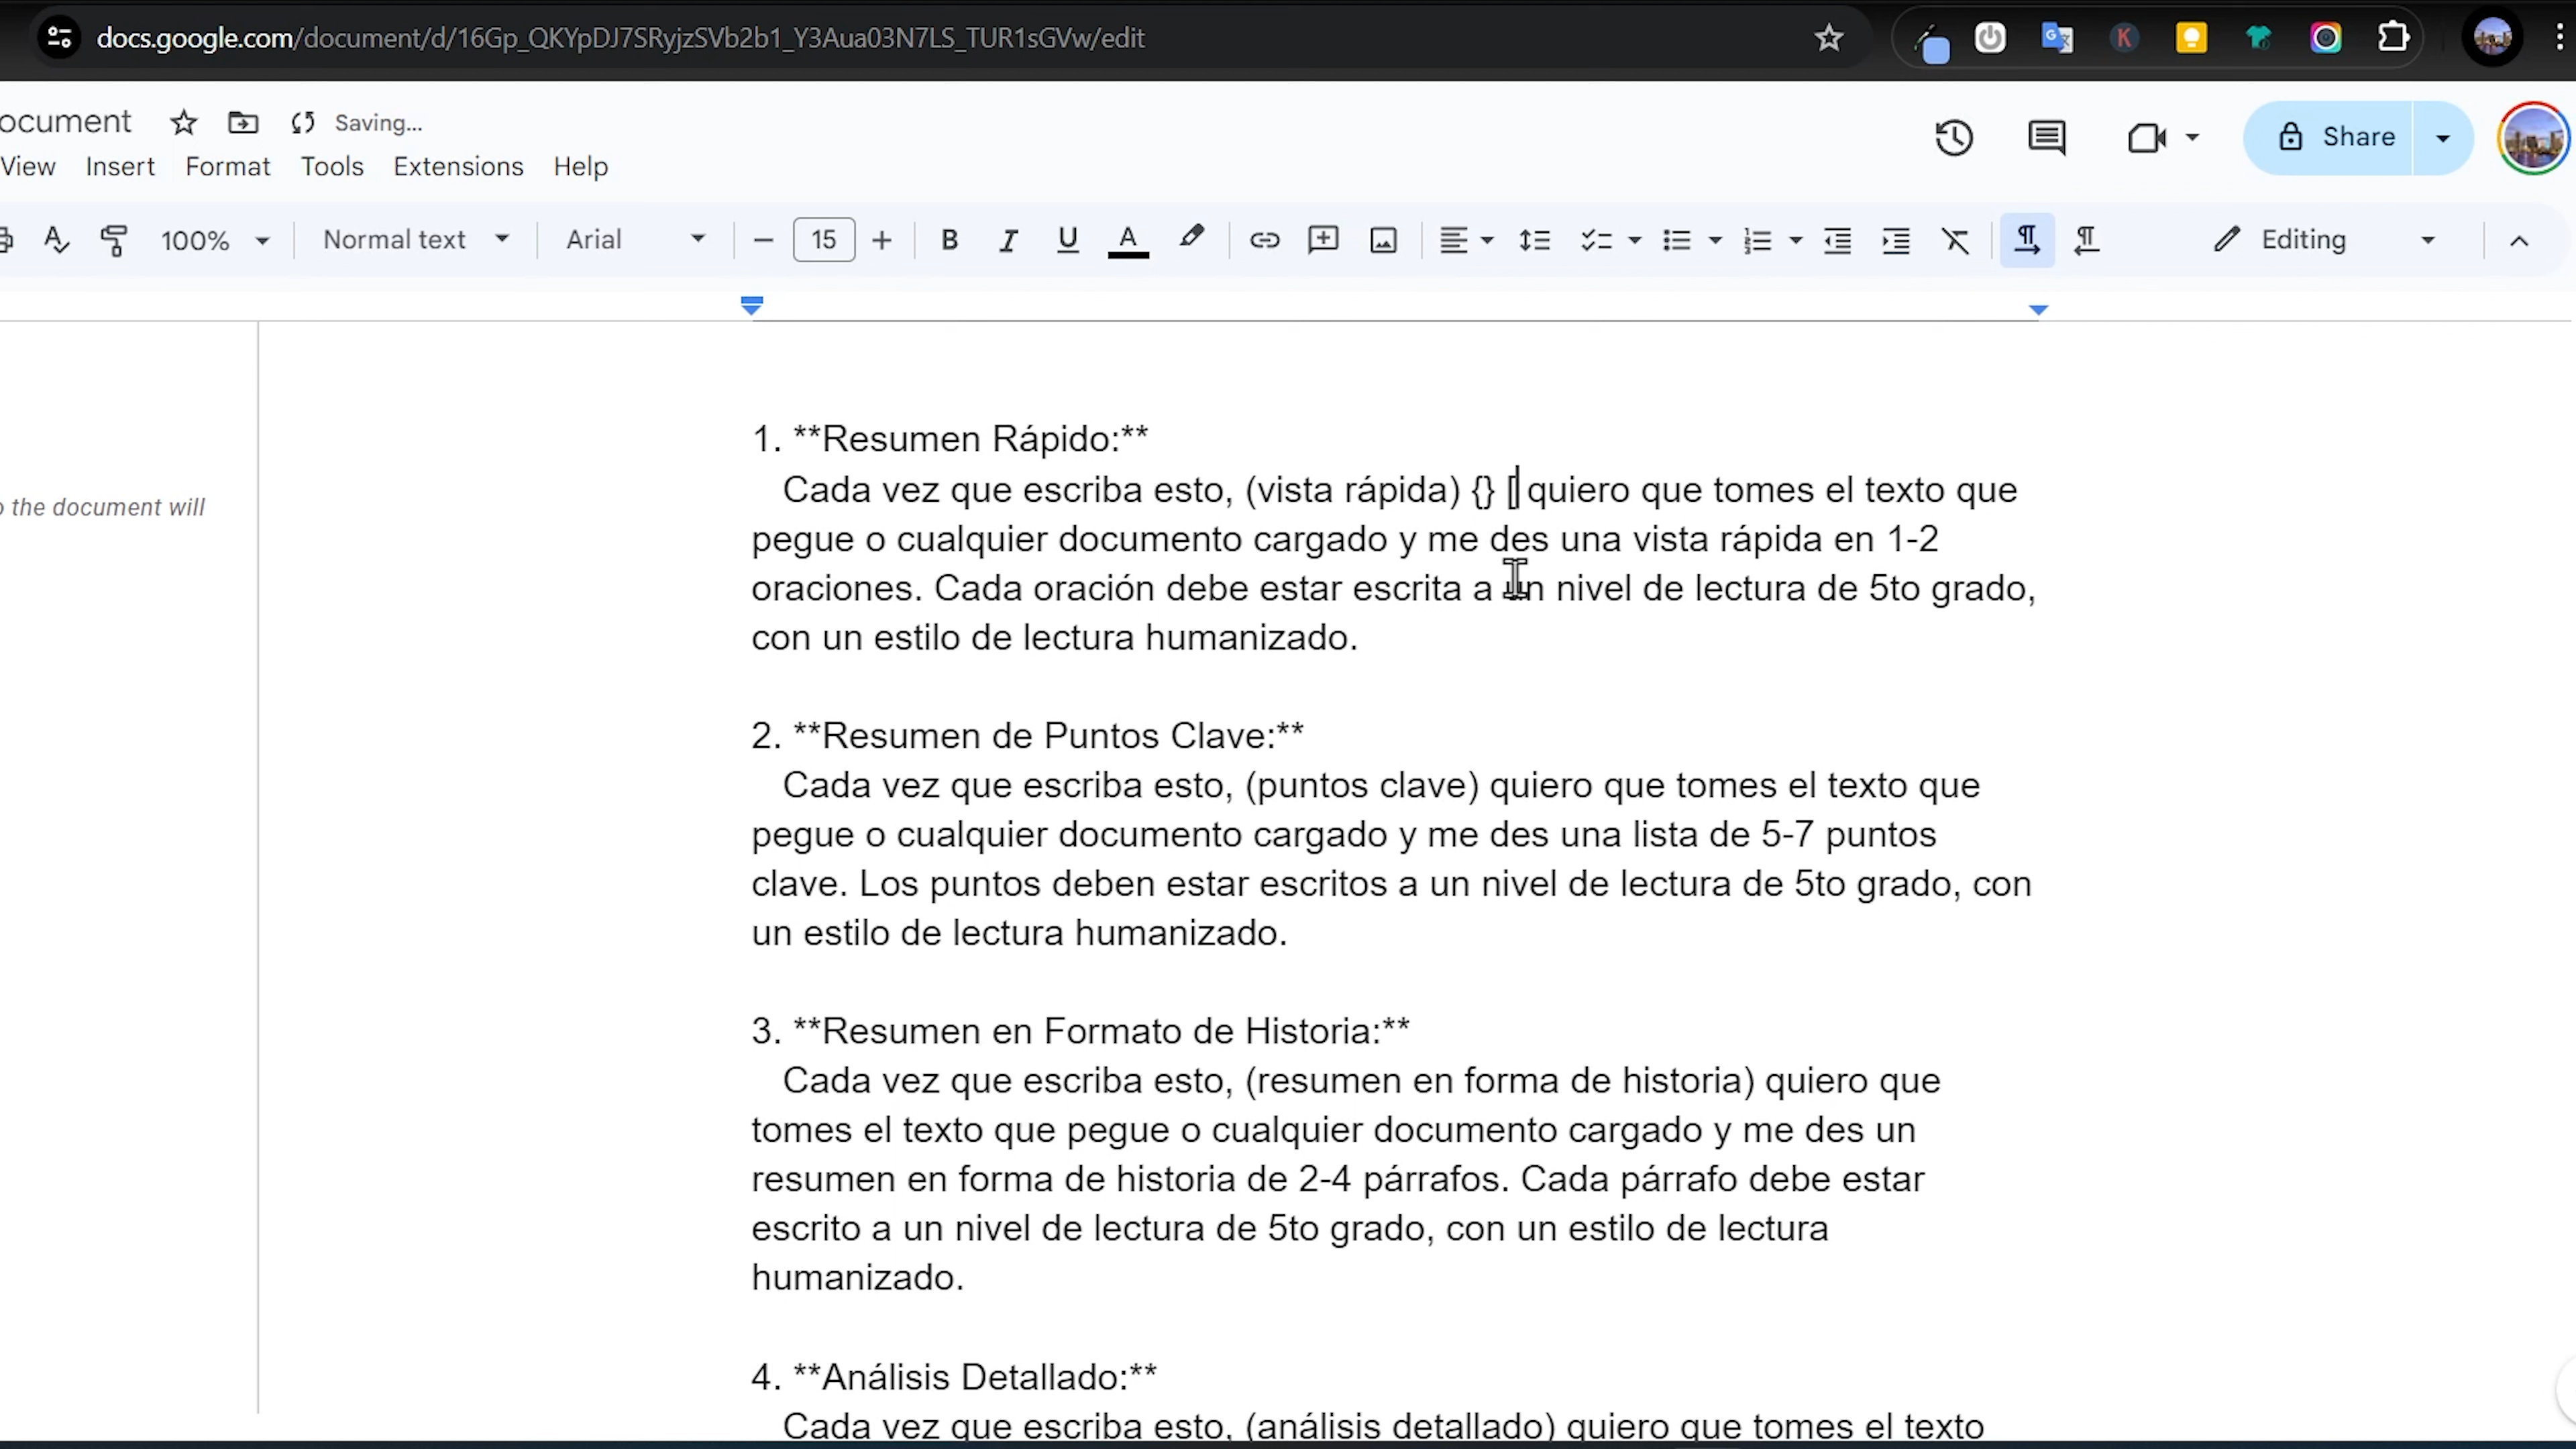 docs.google.com/document/d/16Gp_QKYpDJ7SRyjzSVb2b1_Y3Aua03N7LS_TUR1sGVw/edit
ocument Saving...
View Insert Format Tools Extensions Help
Share
100% Normal text Arial 15 Editing
o the document will
1. **Resumen Rápido:**
Cada vez que escriba esto, (vista rápida) {} [ quiero que tomes el texto que
pegue o cualquier documento cargado y me des una vista rápida en 1-2
oraciones. Cada oración debe estar escrita a un nivel de lectura de 5to grado,
con un estilo de lectura humanizado.
2. **Resumen de Puntos Clave:**
Cada vez que escriba esto, (puntos clave) quiero que tomes el texto que
pegue o cualquier documento cargado y me des una lista de 5-7 puntos
clave. Los puntos deben estar escritos a un nivel de lectura de 5to grado, con
un estilo de lectura humanizado.
3. **Resumen en Formato de Historia:**
Cada vez que escriba esto, (resumen en forma de historia) quiero que
tomes el texto que pegue o cualquier documento cargado y me des un
resumen en forma de historia de 2-4 párrafos. Cada párrafo debe estar
escrito a un nivel de lectura de 5to grado, con un estilo de lectura
humanizado.
4. **Análisis Detallado:**
Cada vez que escriba esto, (análisis detallado) quiero que tomes el texto